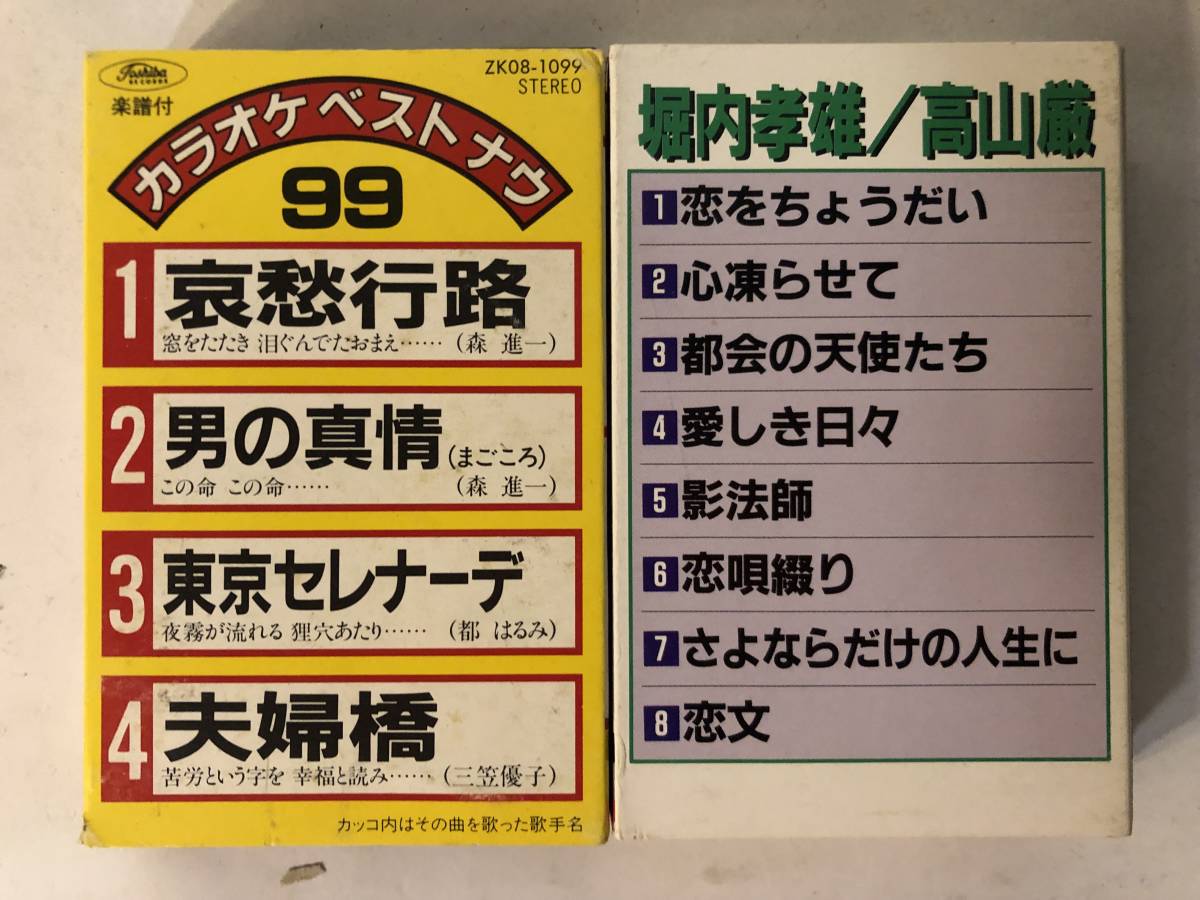 Toshiba
RECORDS
楽譜付
ZK08-1099
STEREO
カラオケベストナウ
99
1 哀愁行路
窓をたたき 泪ぐんでたおまえ…… (森 進一)
2 男の真情(まごころ)
この命 この命…… (森 進一)
3 東京セレナーデ
夜霧が流れる 狸穴あたり…… (都 はるみ)
4 夫婦橋
苦労という字を 幸福と読み…… (三笠優子)
カッコ内はその曲を歌った歌手名
堀内孝雄/高山厳
1 恋をちょうだい
2 心凍らせて
3 都会の天使たち
4 愛しき日々
5 影法師
6 恋唄綴り
7 さよならだけの人生に
8 恋文